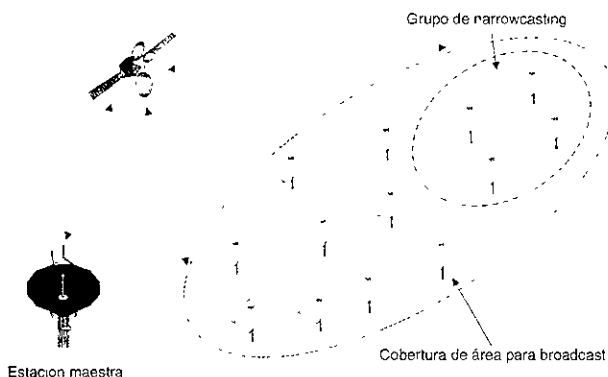 Grupo de narrowcasting
Cobertura de área para broadcast
Estacion maestra